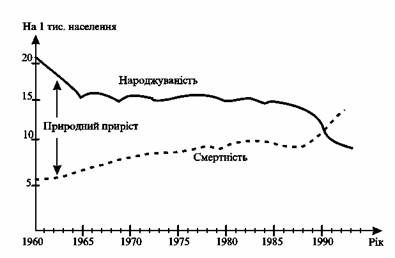 На 1 тис. населення
20
Народжуваність
15
Природний приріст
10
Смертність
5
1960 1965 1970 1975 1980 1985 1990 Рік